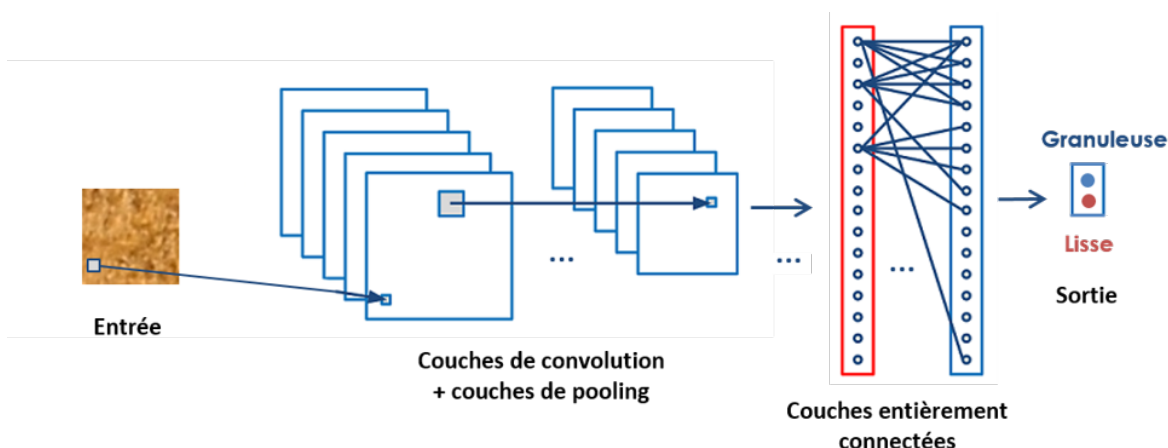 Entrée
...
Couches de convolution
+ couches de pooling
...
...
Couches entièrement
connectées
Granuleuse
Lisse
Sortie